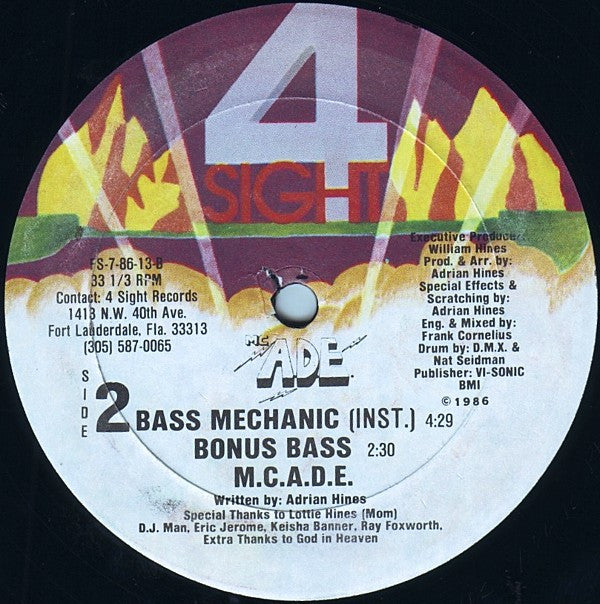 4
SIGHT
FS-7-86-13-B
33 1/3 RPM
Contact: 4 Sight Records
1413 N.W. 40th Ave.
Fort Lauderdale, Fla. 33313
(305) 587-0065
Executive Producer:
William Hines
Prod. & Arr. by:
Adrian Hines
Special Effects &
Scratching by:
Adrian Hines
Eng. & Mixed by:
Frank Cornelius
Drum by: D.M.X. &
Nat Seidman
Publisher: VI-SONIC
BMI
© 1986
MC
ADE
SIDE
2
BASS MECHANIC (INST.) 4:29
BONUS BASS 2:30
M.C.A.D.E.
Written by: Adrian Hines
Special Thanks to Lottie Hines (Mom)
D.J. Man, Eric Jerome, Keisha Banner, Ray Foxworth,
Extra Thanks to God in Heaven